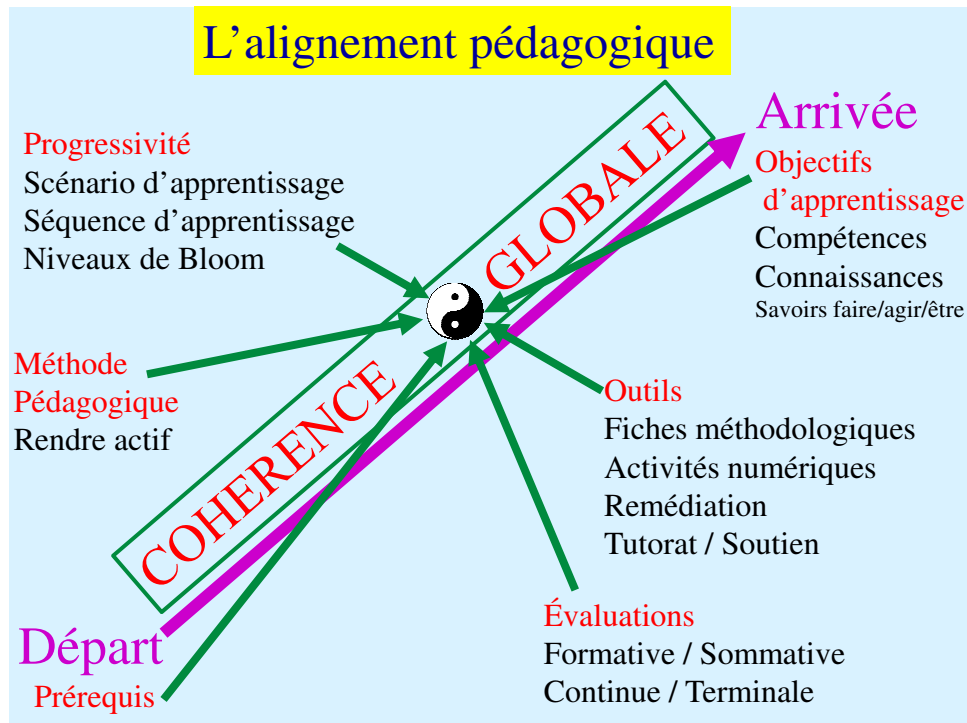 L’alignement pédagogique
Arrivée
Objectifs
d’apprentissage
Compétences
Connaissances
Savoirs faire/agir/être
Progressivité
Scénario d’apprentissage
Séquence d’apprentissage
Niveaux de Bloom
COHERENCE GLOBALE
Méthode
Pédagogique
Rendre actif
Outils
Fiches méthodologiques
Activités numériques
Remédiation
Tutorat / Soutien
Évaluations
Formative / Sommative
Continue / Terminale
Départ
Prérequis